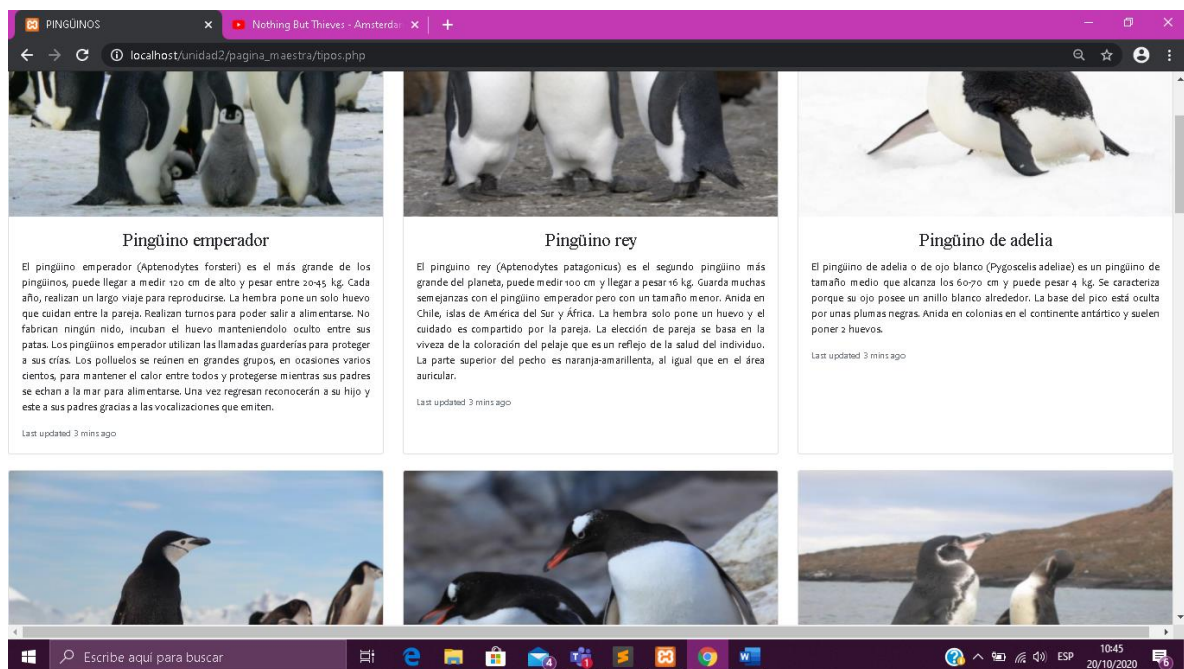 PINGÜINOS
Nothing But Thieves - Amsterdar
localhost/unidad2/pagina_maestra/tipos.php
Pingüino emperador
El pingüino emperador (Aptenodytes forsteri) es el más grande de los
pingüinos, puede llegar a medir 120 cm de alto y pesar entre 20-45 kg. Cada
año, realizan un largo viaje para reproducirse. La hembra pone un solo huevo
que cuidan entre la pareja. Realizan turnos para poder salir a alimentarse. No
fabrican ningún nido, incuban el huevo manteniendolo oculto entre sus
patas. Los pingüinos emperador utilizan las llamadas guarderías para proteger
a sus crías. Los polluelos se reúnen en grandes grupos, en ocasiones varios
cientos, para mantener el calor entre todos y protegerse mientras sus padres
se echan a la mar para alimentarse. Una vez regresan reconocerán a su hijo y
este a sus padres gracias a las vocalizaciones que emiten.
Last updated 3 mins ago
Pingüino rey
El pinguino rey (Aptenodytes patagonicus) es el segundo pingüino más
grande del planeta, puede medir 100 cm y llegar a pesar 16 kg. Guarda muchas
semejanzas con el pingüino emperador pero con un tamaño menor. Anida en
Chile, islas de América del Sur y África. La hembra solo pone un huevo y el
cuidado es compartido por la pareja. La elección de pareja se basa en la
viveza de la coloración del pelaje que es un reflejo de la salud del individuo.
La parte superior del pecho es naranja-amarillenta, al igual que en el área
auricular.
Last updated 3 mins ago
Pingüino de adelia
El pingüino de adelia o de ojo blanco (Pygoscelis adeliae) es un pingüino de
tamaño medio que alcanza los 60-70 cm y puede pesar 4 kg. Se caracteriza
porque su ojo posee un anillo blanco alrededor. La base del pico está oculta
por unas plumas negras. Anida en colonias en el continente antártico y suelen
poner 2 huevos.
Last updated 3 mins ago
Escribe aquí para buscar
ESP
10:45
20/10/2020